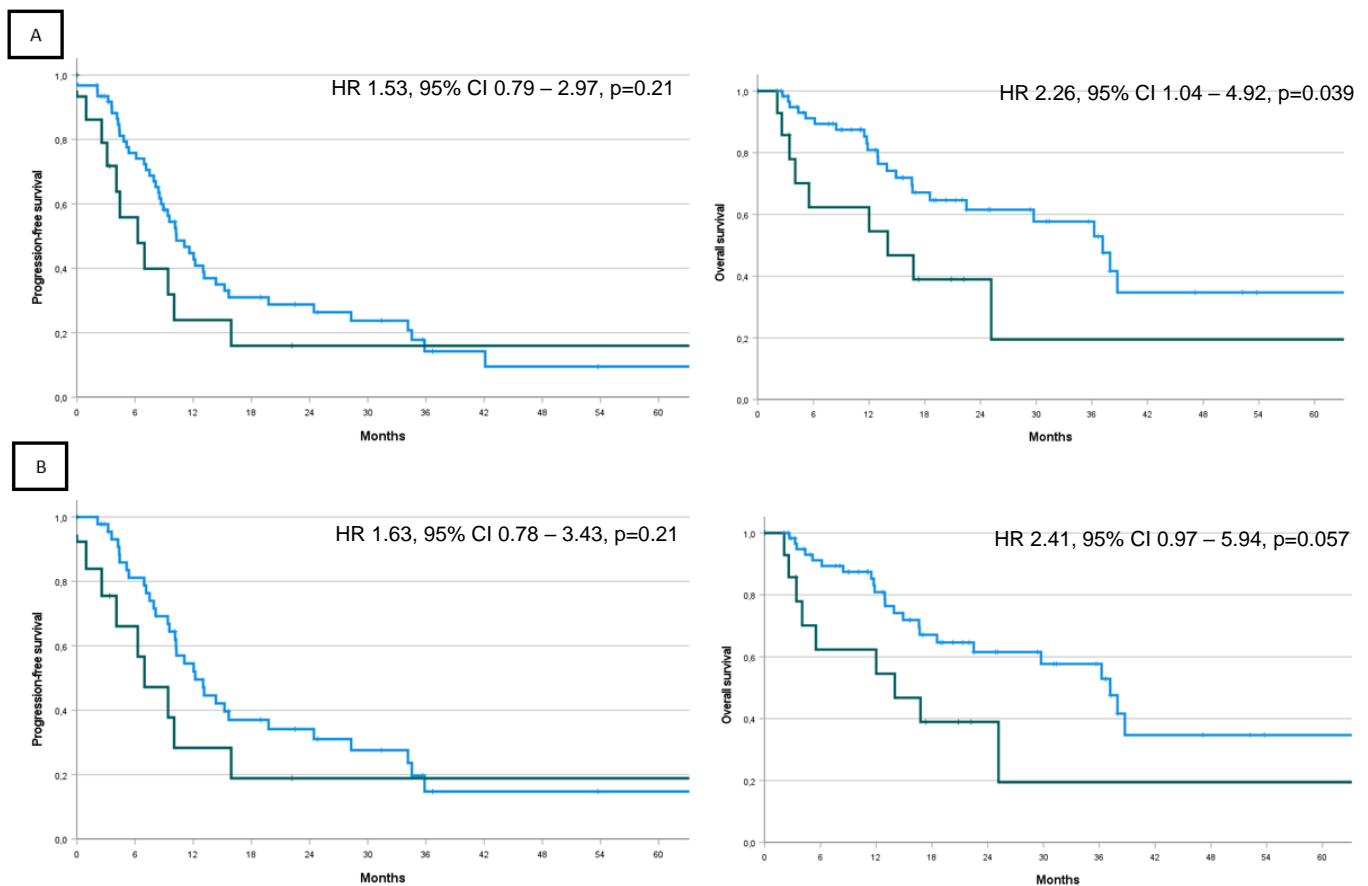 A
HR 1.53, 95% CI 0.79 – 2.97, p=0.21
Progression-free survival
1,0
0,8
0,6
0,4
0,2
0,0
0 6 12 18 24 30 36 42 48 54 60
Months
HR 2.26, 95% CI 1.04 – 4.92, p=0.039
Overall survival
1,0
0,8
0,6
0,4
0,2
0,0
0 6 12 18 24 30 36 42 48 54 60
Months
B
HR 1.63, 95% CI 0.78 – 3.43, p=0.21
Progression-free survival
1,0
0,8
0,6
0,4
0,2
0,0
0 6 12 18 24 30 36 42 48 54 60
Months
HR 2.41, 95% CI 0.97 – 5.94, p=0.057
Overall survival
1,0
0,8
0,6
0,4
0,2
0,0
0 6 12 18 24 30 36 42 48 54 60
Months